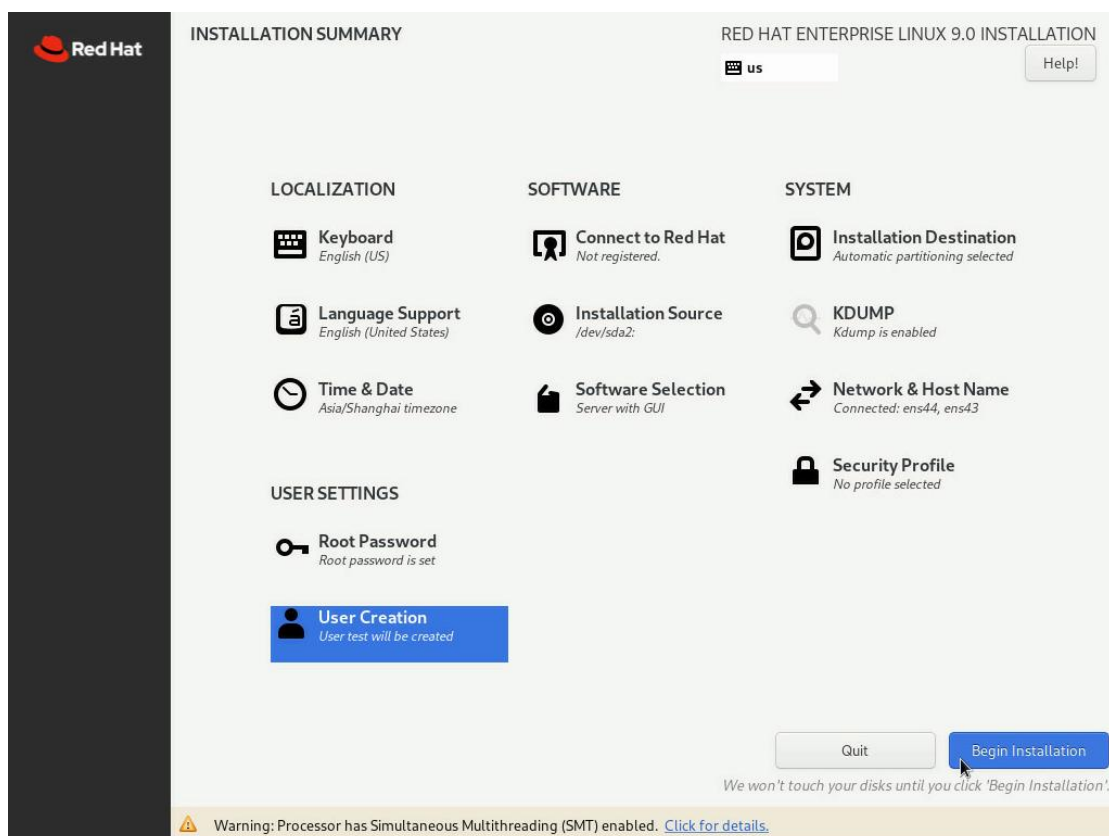 Red Hat
INSTALLATION SUMMARY
RED HAT ENTERPRISE LINUX 9.0 INSTALLATION
us
Help!
LOCALIZATION
Keyboard
English (US)
Language Support
English (United States)
Time & Date
Asia/Shanghai timezone
SOFTWARE
Connect to Red Hat
Not registered.
Installation Source
/dev/sda2:
Software Selection
Server with GUI
SYSTEM
Installation Destination
Automatic partitioning selected
KDUMP
Kdump is enabled
Network & Host Name
Connected: ens44, ens43
Security Profile
No profile selected
USER SETTINGS
Root Password
Root password is set
User Creation
User test will be created
Quit
Begin Installation
We won't touch your disks until you click 'Begin Installation'.
Warning: Processor has Simultaneous Multithreading (SMT) enabled. Click for details.